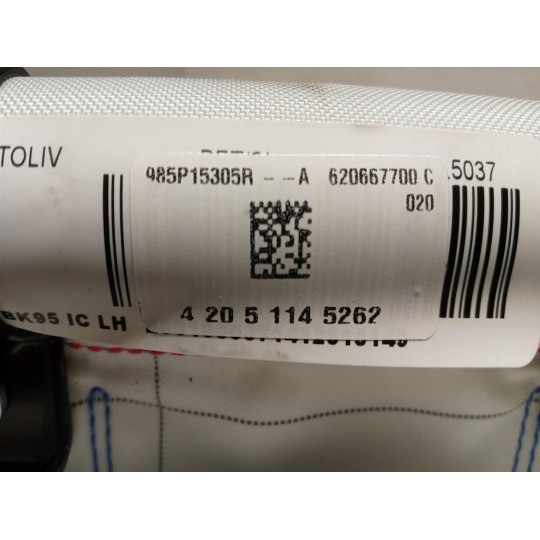 TOLIV
985P15305R - -A 620667700 C
5037
020
4 20 5 114 5262
BK95 IC LH